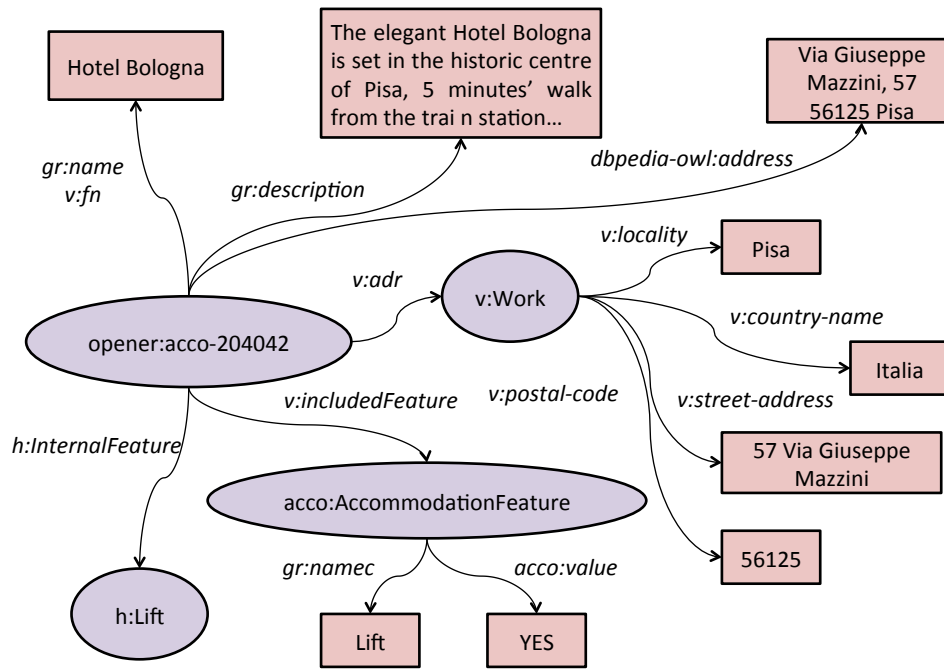 Hotel Bologna
The elegant Hotel Bologna
is set in the historic centre
of Pisa, 5 minutes' walk
from the trai n station...
Via Giuseppe
Mazzini, 57
56125 Pisa
gr:name
v:fn
gr:description
dbpedia-owl:address
v:locality
Pisa
v:adr
v:Work
v:country-name
opener:acco-204042
Italia
v:includedFeature
v:postal-code
v:street-address
h:InternalFeature
57 Via Giuseppe
Mazzini
acco:AccommodationFeature
56125
gr:namec
acco:value
h:Lift
Lift
YES